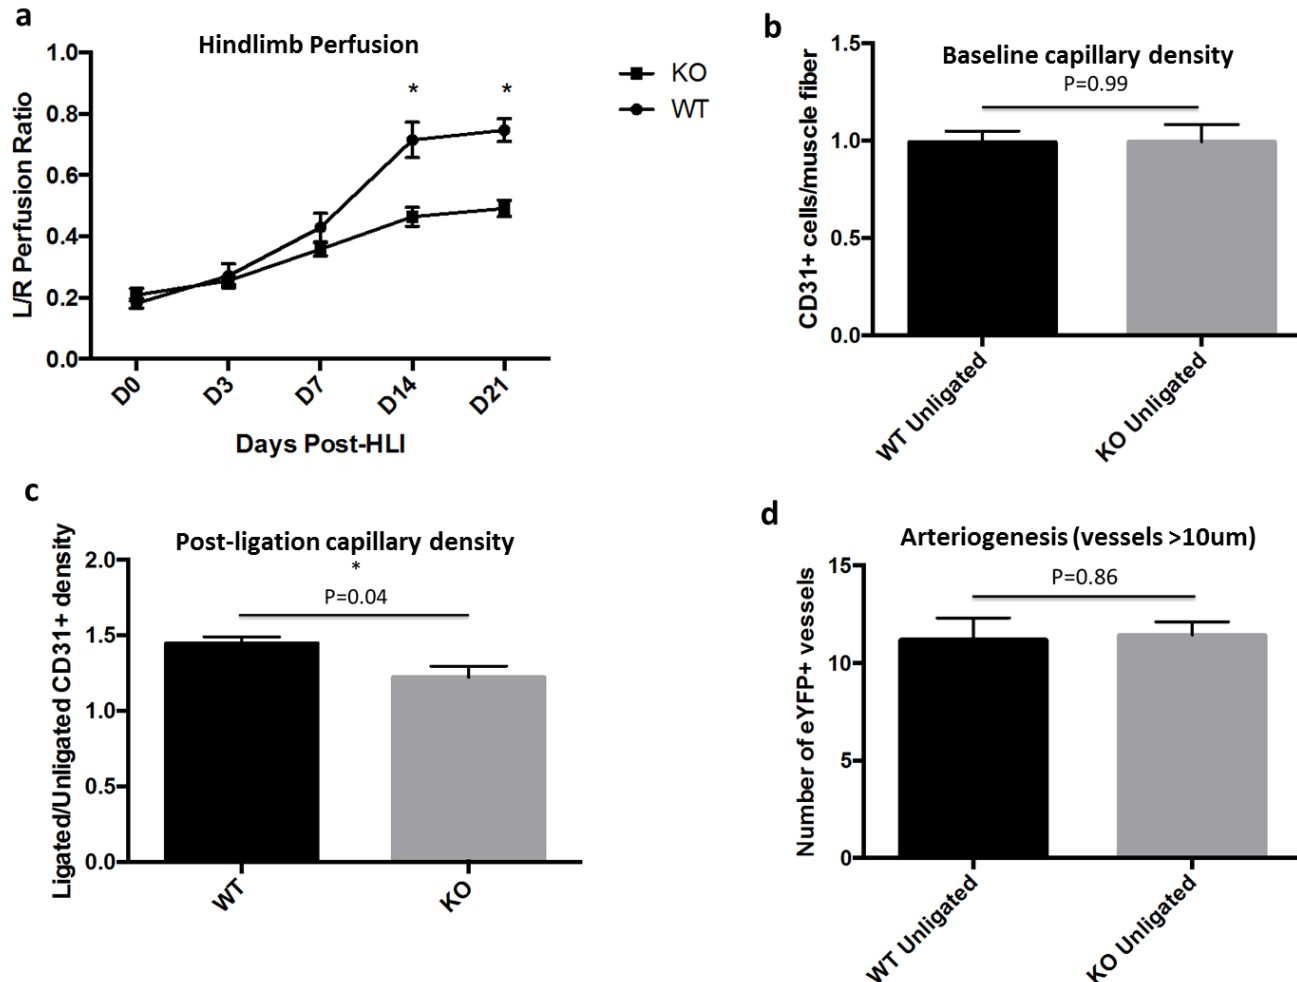 a
Hindlimb Perfusion
1.0
0.8
0.6
0.4
0.2
0.0
L/R Perfusion Ratio
* *
D0 D3 D7 D14 D21
Days Post-HLI
KO
WT
b
Baseline capillary density
P=0.99
1.5
1.0
0.5
0.0
CD31+ cells/muscle fiber
WT Unligated
KO Unligated
c
Post-ligation capillary density
*
P=0.04
2.0
1.5
1.0
0.5
0.0
Ligated/Unligated CD31+ density
WT
KO
d
Arteriogenesis (vessels >10um)
P=0.86
15
10
5
0
Number of eYFP+ vessels
WT Unligated
KO Unligated